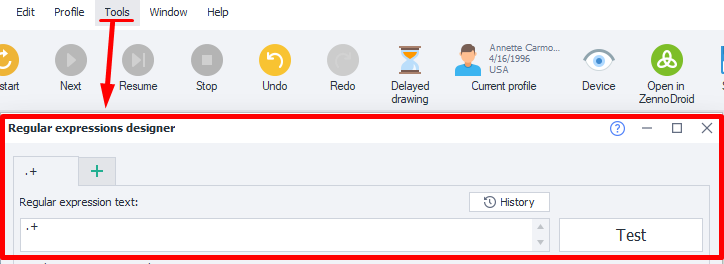 Edit Profile Tools Window Help
start Next Resume Stop Undo Redo Delayed drawing Annette Carmo... 4/16/1996 USA Current profile Device Open in ZennoDroid
Regular expressions designer
.+
Regular expression text: History
.+ Test